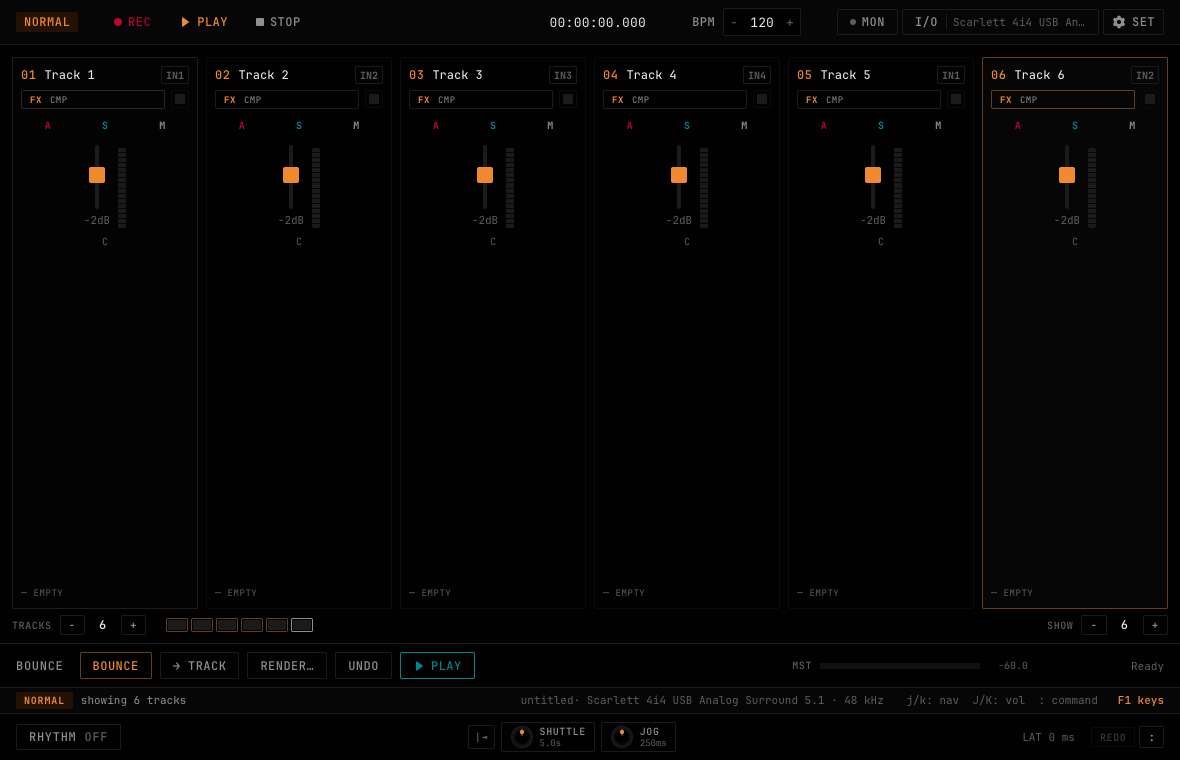 NORMAL REC PLAY STOP 00:00:00.000 BPM - 120 + MON I/O Scarlett 4i4 USB An… SET
01 Track 1 IN1 02 Track 2 IN2 03 Track 3 IN3 04 Track 4 IN4 05 Track 5 IN1 06 Track 6 IN2
FX CMP FX CMP FX CMP FX CMP FX CMP FX CMP
A S M A S M A S M A S M A S M A S M
-2dB -2dB -2dB -2dB -2dB -2dB
C C C C C C
— EMPTY — EMPTY — EMPTY — EMPTY — EMPTY — EMPTY
TRACKS - 6 + SHOW - 6 +
BOUNCE BOUNCE → TRACK RENDER… UNDO PLAY MST -60.0 Ready
NORMAL showing 6 tracks untitled· Scarlett 4i4 USB Analog Surround 5.1 · 48 kHz j/k: nav J/K: vol : command F1 keys
RHYTHM OFF |⇥ SHUTTLE JOG LAT 0 ms REDO :
5.0s 250ms